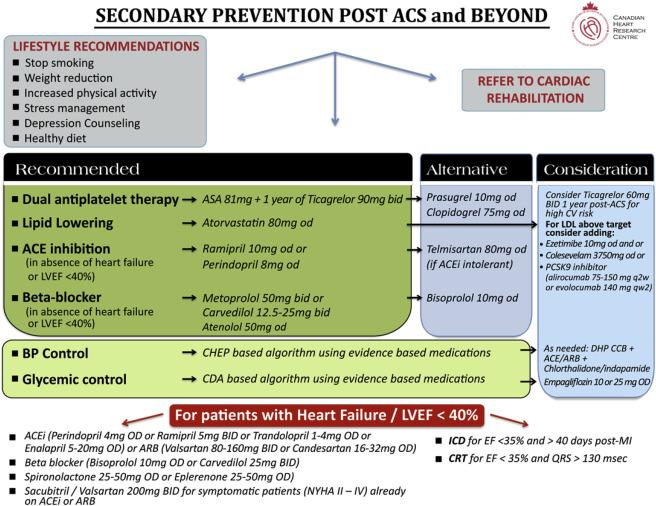 SECONDARY PREVENTION POST ACS and BEYOND
CANADIAN
HEART
RESEARCH
CENTRE
LIFESTYLE RECOMMENDATIONS
■ Stop smoking
■ Weight reduction
■ Increased physical activity
■ Stress management
■ Depression Counseling
■ Healthy diet
REFER TO CARDIAC
REHABILITATION
Recommended
Alternative
Consideration
■ Dual antiplatelet therapy → ASA 81mg + 1 year of Ticagrelor 90mg bid → Prasugrel 10mg od
Clopidogrel 75mg od
Consider Ticagrelor 60mg
BID 1 year post-ACS for
high CV risk
■ Lipid Lowering → Atorvastatin 80mg od
For LDL above target
consider adding:
• Ezetimibe 10mg od and or
• Colesevelam 3750mg od or
• PCSK9 inhibitor
(alirocumab 75-150 mg q2w
or evolocumab 140 mg qw2)
■ ACE inhibition → Ramipril 10mg od or → Telmisartan 80mg od
(in absence of heart failure Perindopril 8mg od (if ACEi intolerant)
or LVEF <40%)
■ Beta-blocker → Metoprolol 50mg bid or → Bisoprolol 10mg od
(in absence of heart failure Carvedilol 12.5-25mg bid
or LVEF <40%) Atenolol 50mg od
■ BP Control → CHEP based algorithm using evidence based medications
As needed: DHP CCB +
ACE/ARB +
Chlorthalidone/indapamide
■ Glycemic control → CDA based algorithm using evidence based medications → Empagliflozin 10 or 25 mg OD
For patients with Heart Failure / LVEF < 40%
■ ACEi (Perindopril 4mg OD or Ramipril 5mg BID or Trandolopril 1-4mg OD or
Enalapril 5-20mg OD) or ARB (Valsartan 80-160mg BID or Candesartan 16-32mg OD)
■ Beta blocker (Bisoprolol 10mg OD or Carvedilol 25mg BID)
■ Spironolactone 25-50mg OD or Eplerenone 25-50mg OD)
■ Sacubitril / Valsartan 200mg BID for symptomatic patients (NYHA II – IV) already
on ACEi or ARB
■ ICD for EF <35% and > 40 days post-MI
■ CRT for EF < 35% and QRS > 130 msec